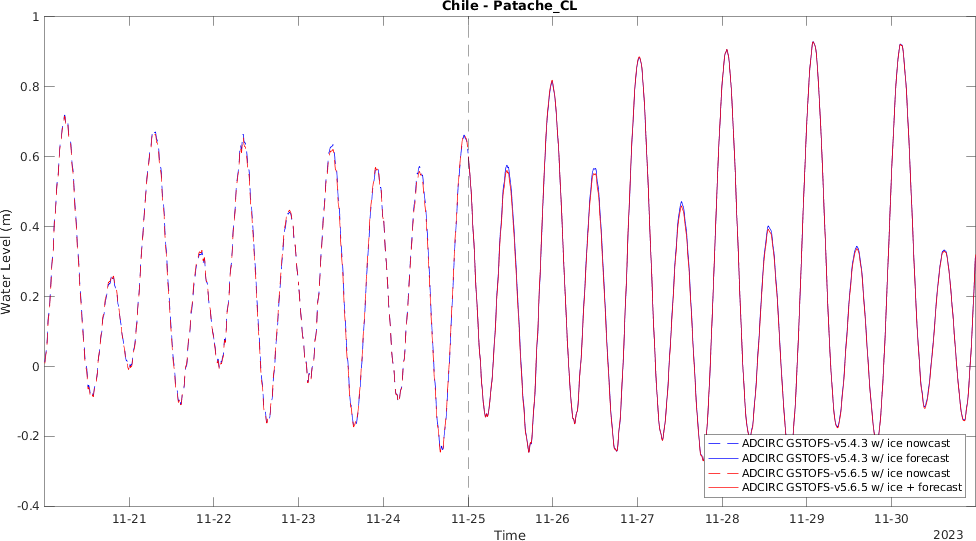 Chile - Patache_CL
1
0.8
0.6
0.4
0.2
0
-0.2
-0.4
Water Level (m)
ADCIRC GSTOFS-v5.4.3 w/ ice nowcast
ADCIRC GSTOFS-v5.4.3 w/ ice forecast
ADCIRC GSTOFS-v5.6.5 w/ ice nowcast
ADCIRC GSTOFS-v5.6.5 w/ ice + forecast
11-21 11-22 11-23 11-24 11-25 11-26 11-27 11-28 11-29 11-30
Time
2023